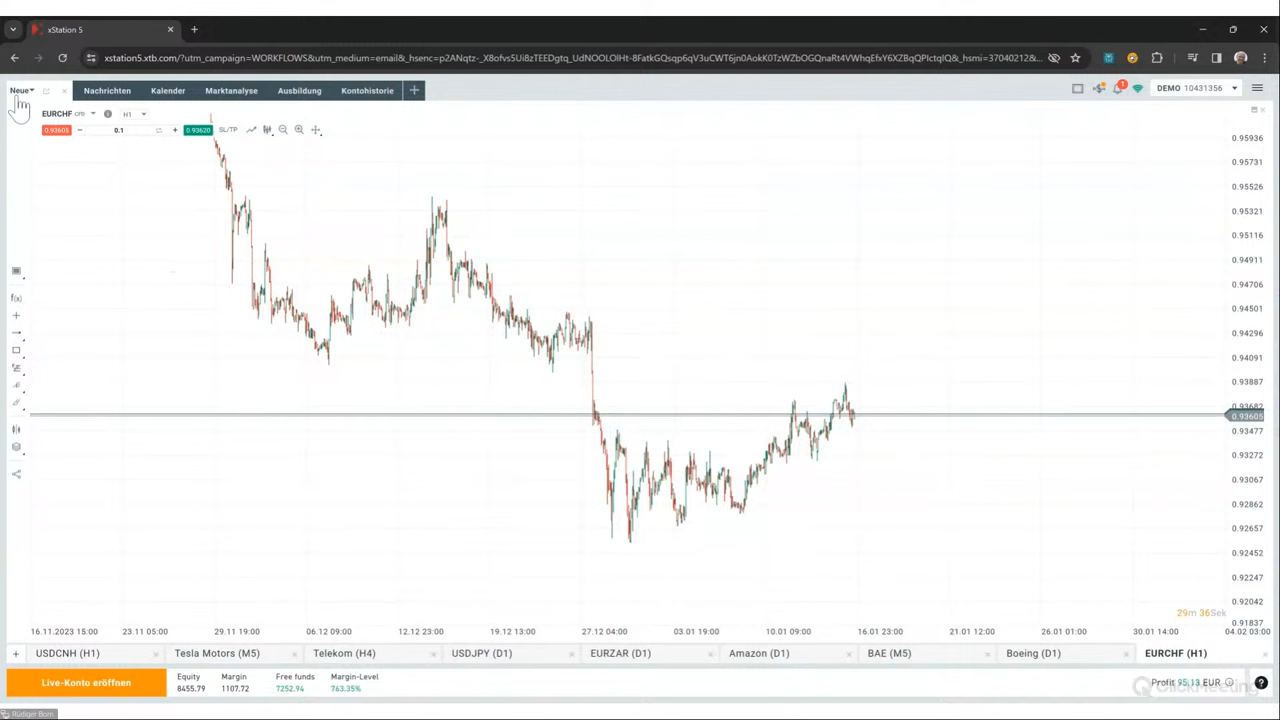 xStation 5
xstation5.xtb.com/?utm_campaign=WORKFLOWS&utm_medium=email&_hsenc=
Neue
Nachrichten
Kalender
Marktanalyse
Ausbildung
Kontohistorie
1
DEMO 10431356
EURCHF CFD
H1
0.93605
0.1
0.93620
SL/TP
0.95936
0.95731
0.95526
0.95321
0.95116
0.94911
0.94706
0.94501
0.94296
0.94091
0.93887
0.93682
0.93605
0.93477
0.93272
0.93067
0.92862
0.92657
0.92452
0.92247
0.92042
0.91837
f(x)
29m 36Sek
16.11.2023 15:00
23.11 05:00
29.11 19:00
06.12 09:00
12.12 23:00
19.12 13:00
27.12 04:00
03.01 19:00
10.01 09:00
16.01 23:00
21.01 12:00
26.01 01:00
30.01 14:00
04.02 03:00
USDCNH (H1)
Tesla Motors (M5)
Telekom (H4)
USDJPY (D1)
EURZAR (D1)
Amazon (D1)
BAE (M5)
Boeing (D1)
EURCHF (H1)
Live-Konto eröffnen
Equity
8455.79
Margin
1107.72
Free funds
7252.94
Margin-Level
763.35%
Profit 95.13 EUR
ClickMeeting
Rüdiger Born